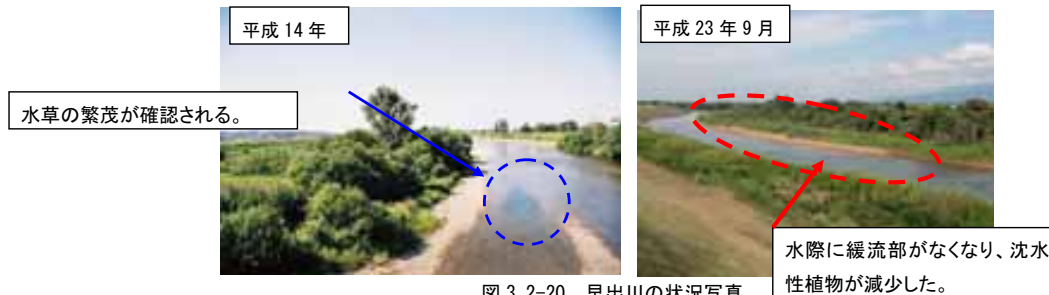 平成 14 年
平成 23 年 9 月
水草の繁茂が確認される。
水際に緩流部がなくなり、沈水
性植物が減少した。
図 3.2-20 早出川の状況写真